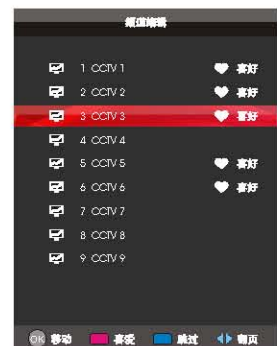 频道编辑
1 CCTV 1 喜好
2 CCTV 2 喜好
3 CCTV 3 喜好
4 CCTV 4
5 CCTV 5 喜好
6 CCTV 6 喜好
7 CCTV 7
8 CCTV 8
9 CCTV 9
OK 移动 喜爱 跳过 翻页